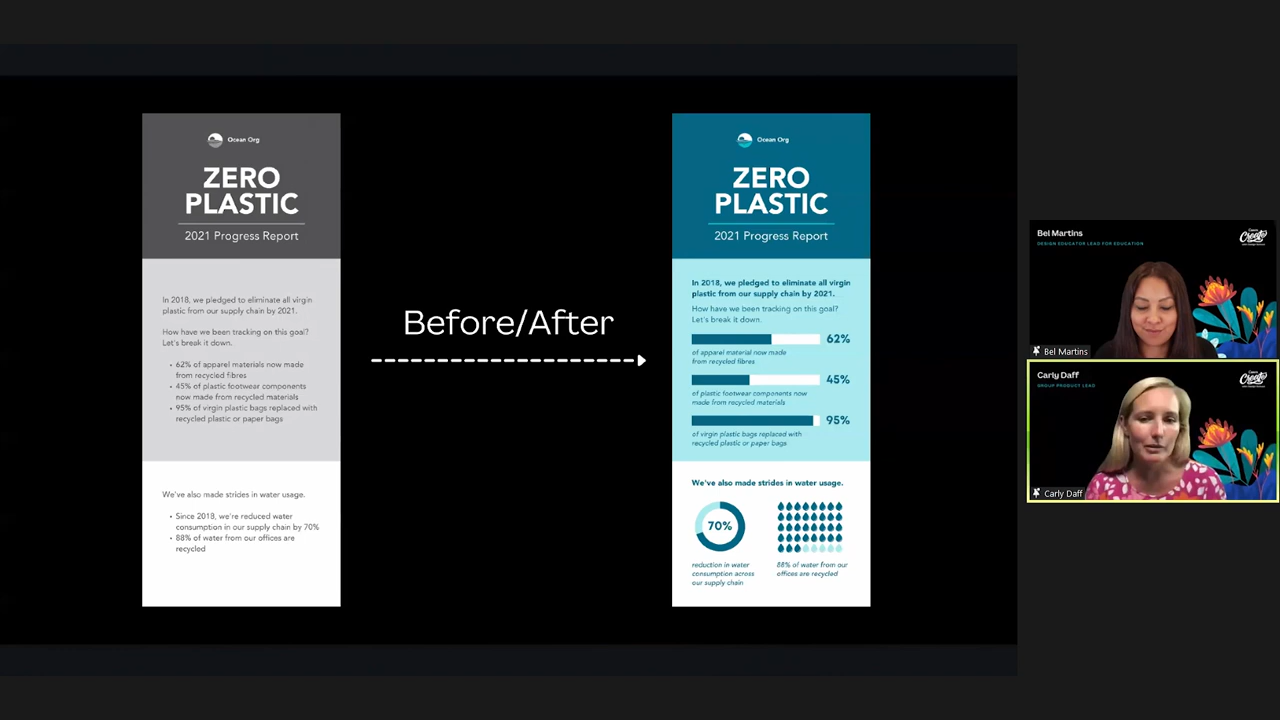 Ocean Org
ZERO
PLASTIC
2021 Progress Report
In 2018, we pledged to eliminate all virgin
plastic from our supply chain by 2021.
How have we been tracking on this goal?
Let's break it down.
• 62% of apparel materials now made
from recycled fibres
• 45% of plastic footwear components
now made from recycled materials
• 95% of virgin plastic bags replaced with
recycled plastic or paper bags
We've also made strides in water usage.
• Since 2018, we're reduced water
consumption in our supply chain by 70%
• 88% of water from our offices are
recycled
Before/After
Ocean Org
ZERO
PLASTIC
2021 Progress Report
In 2018, we pledged to eliminate all virgin
plastic from our supply chain by 2021.
How have we been tracking on this goal?
Let's break it down.
62%
of apparel material now made
from recycled fibres
45%
of plastic footwear components now
made from recycled materials
95%
of virgin plastic bags replaced with
recycled plastic or paper bags
We've also made strides in water usage.
70%
reduction in water
consumption across
our supply chain
88% of water from our
offices are recycled
Bel Martins
DESIGN EDUCATOR LEAD FOR EDUCATION
Canva
Create
Bel Martins
Carly Daff
GROUP PRODUCT LEAD
Canva
Create
Carly Daff